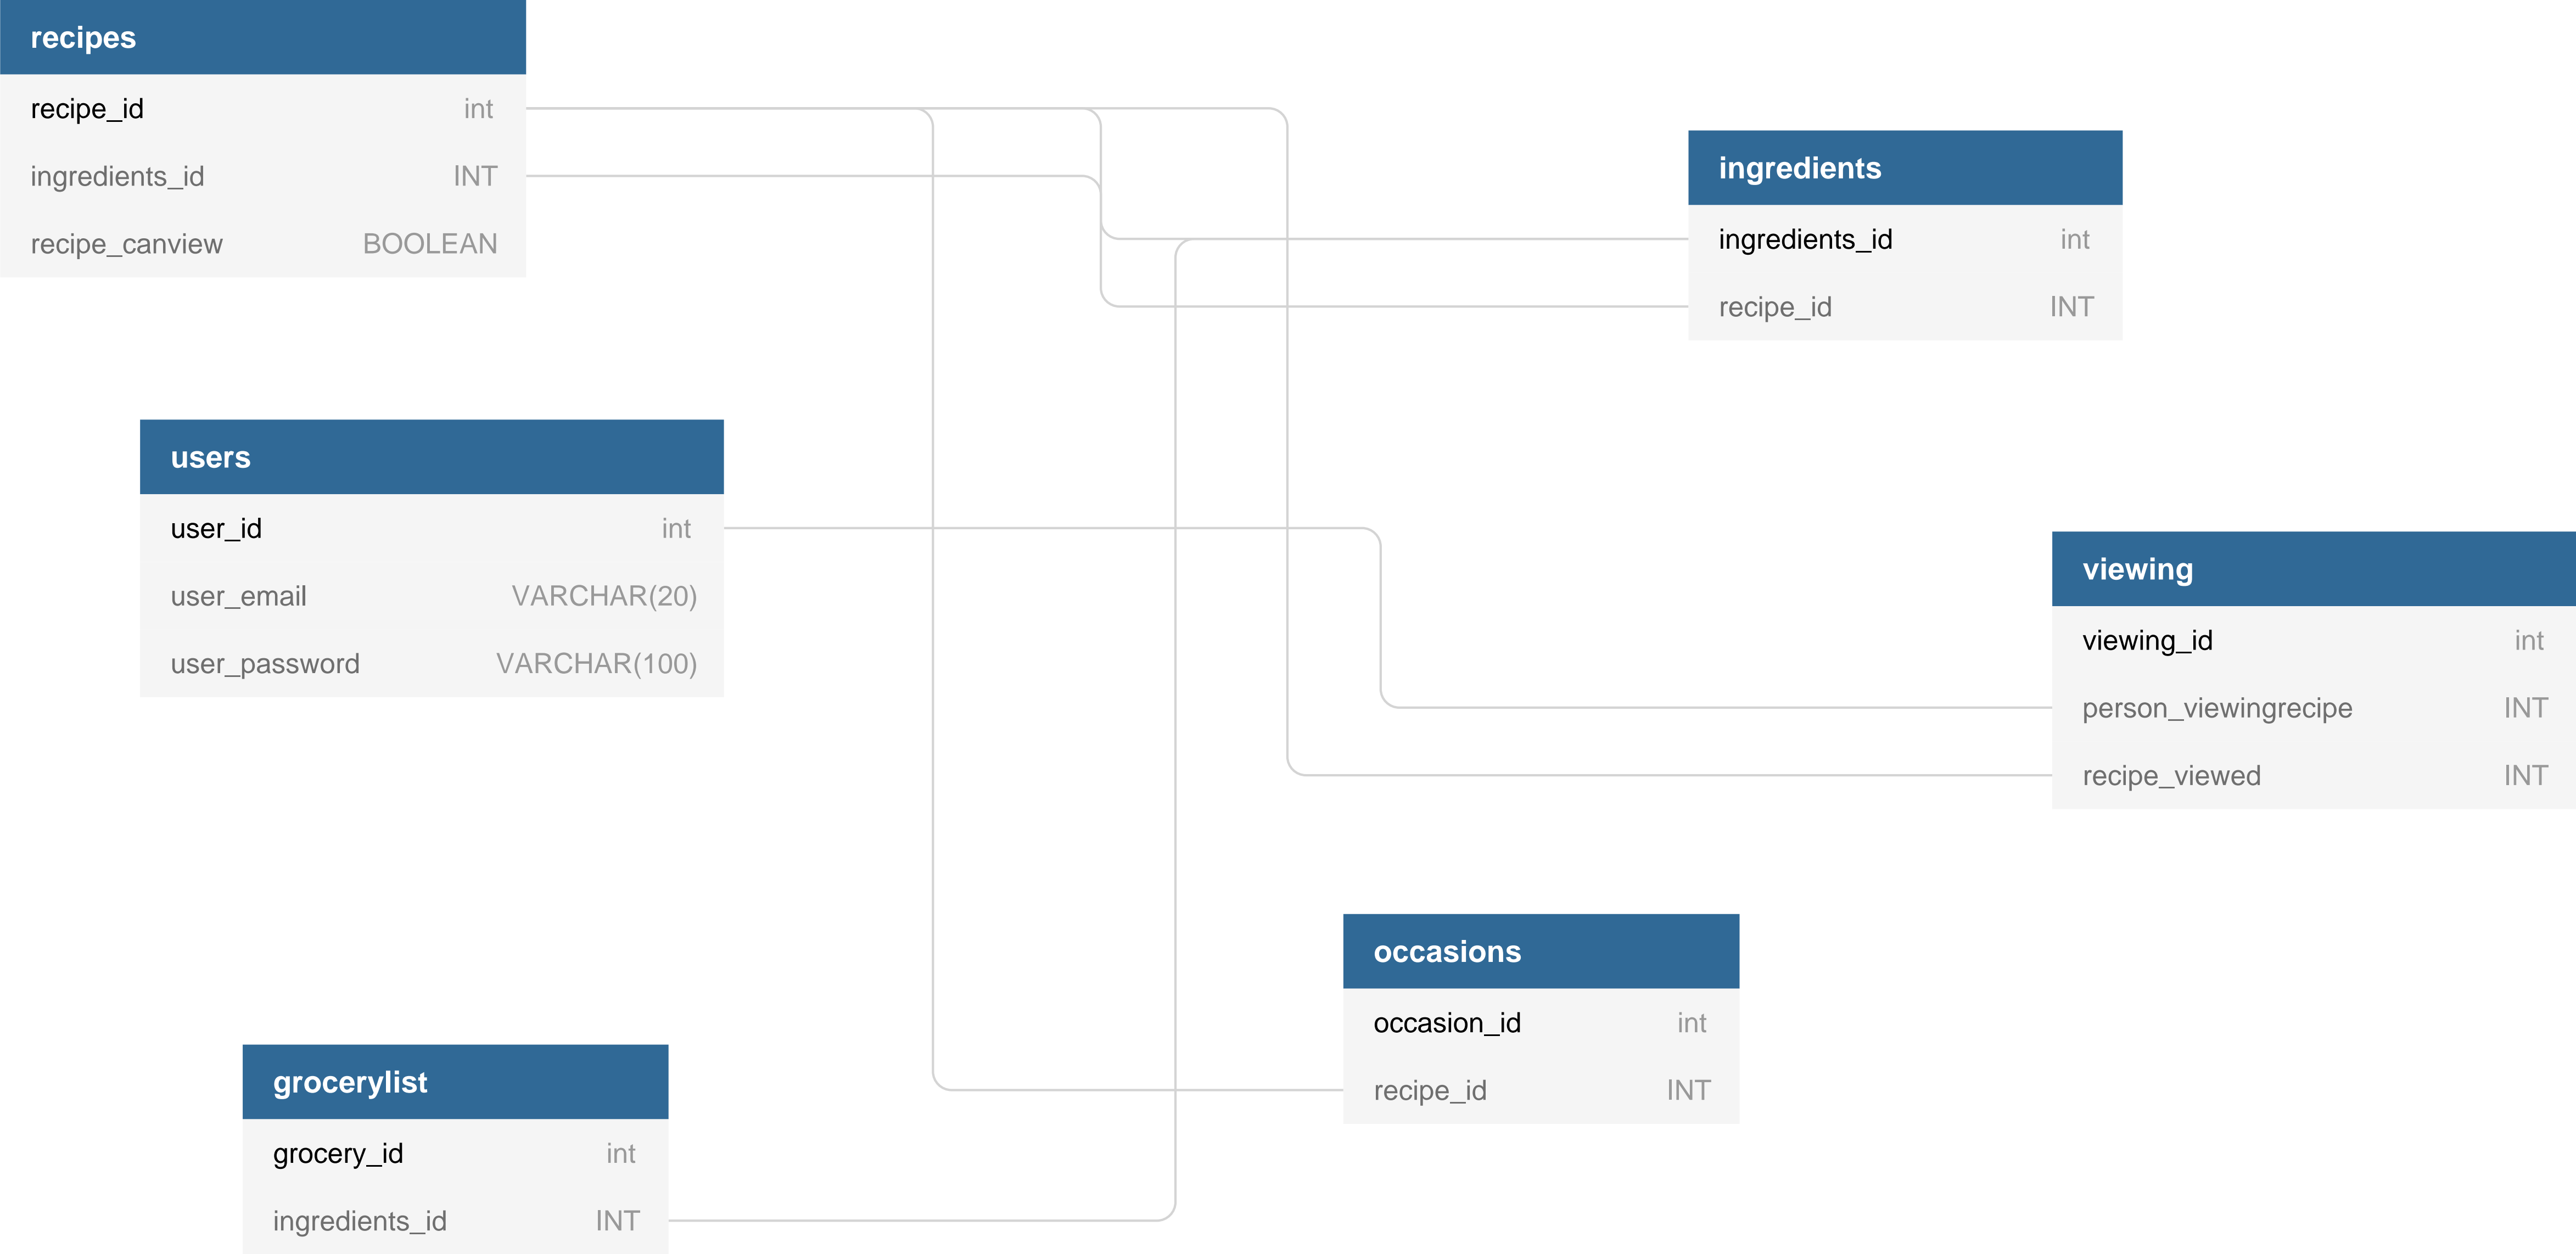 recipes
recipe_id int
ingredients_id INT
recipe_canview BOOLEAN
ingredients
ingredients_id int
recipe_id INT
users
user_id int
user_email VARCHAR(20)
user_password VARCHAR(100)
viewing
viewing_id int
person_viewingrecipe INT
recipe_viewed INT
occasions
occasion_id int
recipe_id INT
grocerylist
grocery_id int
ingredients_id INT